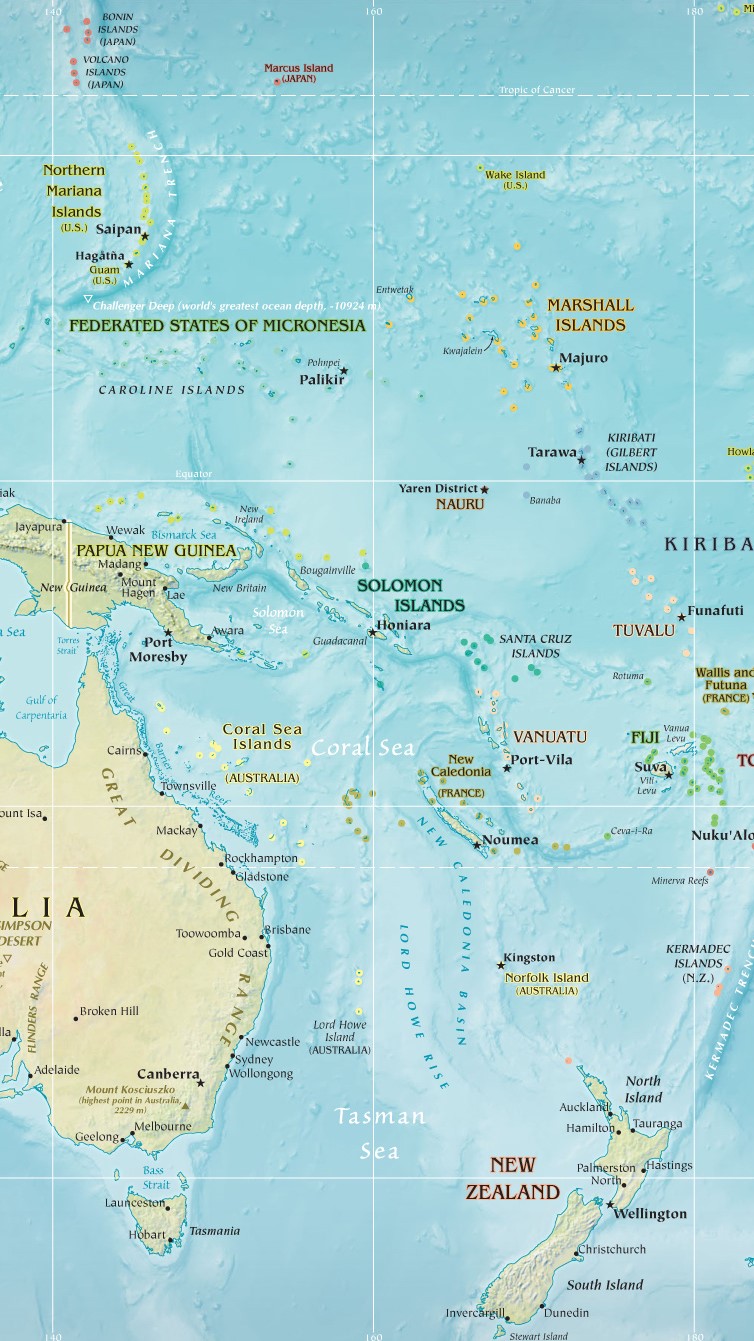 140
160
180
BONIN
ISLANDS
(JAPAN)
VOLCANO
ISLANDS
(JAPAN)
Marcus Island
(JAPAN)
Tropic of Cancer
Northern
Mariana
Islands
(U.S.)
Saipan
MARIANA TRENCH
Hagåtña
Guam
(U.S.)
Wake Island
(U.S.)
Challenger Deep (world's greatest ocean depth, -10924 m)
Entwetak
MARSHALL
ISLANDS
FEDERATED STATES OF MICRONESIA
Kwajalein
Majuro
Pohnpei
Palikir
CAROLINE ISLANDS
Tarawa
KIRIBATI
(GILBERT
ISLANDS)
Howla
Equator
Yaren District
NAURU
Banaba
iak
Jayapura
Wewak
Bismarck Sea
New
Ireland
PAPUA NEW GUINEA
KIRIBA
Madang
Mount
Hagen
Lae
New Guinea
New Britain
Bougainville
SOLOMON
ISLANDS
Solomon
Sea
Guadacanal
Honiara
TUVALU
Funafuti
a Sea
Torres
Strait
Port
Moresby
Awara
SANTA CRUZ
ISLANDS
Rotuma
Wallis and
Futuna
(FRANCE)
Gulf of
Carpentaria
Great
Barrier
Reef
Coral Sea
Islands
(AUSTRALIA)
Coral Sea
VANUATU
Port-Vila
FIJI
Vanua
Levu
Suva
Viti
Levu
TO
Cairns
New
Caledonia
(FRANCE)
Townsville
ount Isa
Mackay
Noumea
Ceva-i-Ra
Nuku'Alo
GREAT DIVIDING RANGE
Rockhampton
Gladstone
Minerva Reefs
LIA
SIMPSON
DESERT
Toowoomba
Brisbane
Gold Coast
NEW CALEDONIA BASIN
LORD HOWE RISE
Kingston
Norfolk Island
(AUSTRALIA)
KERMADEC
ISLANDS
(N.Z.)
KERMADEC TRENC
FLINDERS RANGE
Broken Hill
Lord Howe
Island
(AUSTRALIA)
lla
Newcastle
Sydney
Wollongong
Adelaide
Canberra
Mount Kosciuszko
(highest point in Australia,
2229 m)
Melbourne
Geelong
Tasman
Sea
North
Island
Auckland
Hamilton
Tauranga
Bass
Strait
NEW
ZEALAND
Palmerston
North
Hastings
Launceston
Wellington
Hobart
Tasmania
Christchurch
South Island
Invercargill
Dunedin
Stewart Island
140
160
180